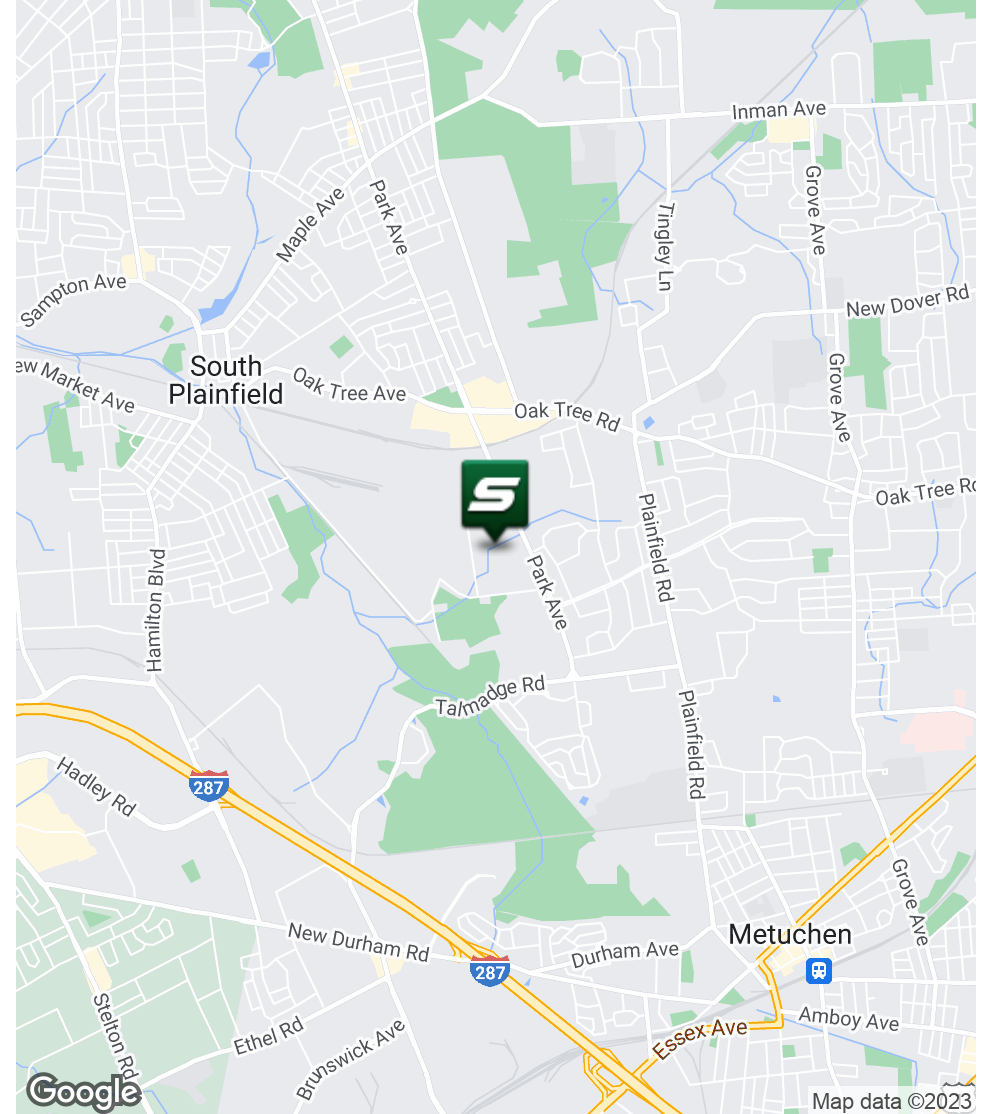 Inman Ave
Park Ave
Maple Ave
Grove Ave
Tingley Ln
Sampton Ave
New Dover Rd
South
Plainfield
ew Market Ave
Oak Tree Ave
Oak Tree Rd
Grove Ave
S
Oak Tree Rd
Plainfield Rd
Hamilton Blvd
Park Ave
Talmadge Rd
Plainfield Rd
Hadley Rd
287
Grove Ave
Metuchen
New Durham Rd
Durham Ave
287
Stelton Rd
Ethel Rd
Brunswick Ave
Essex Ave
Amboy Ave
Google
Map data ©2023